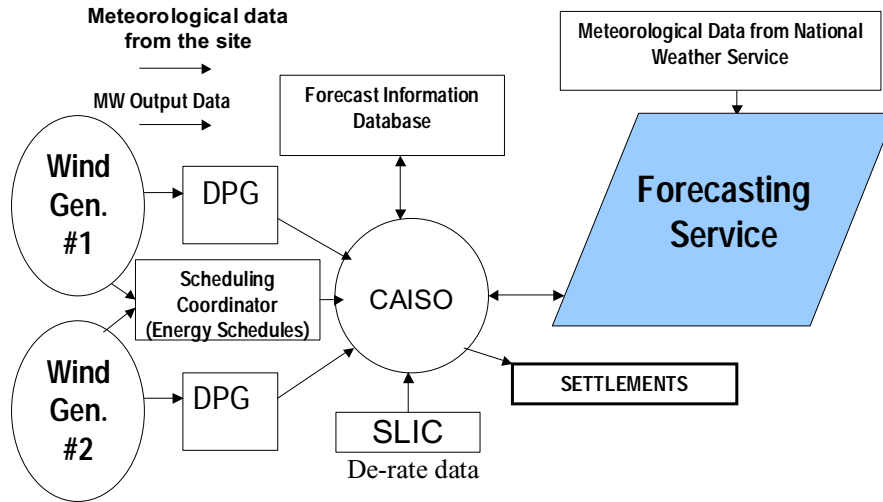 Meteorological data
from the site
MW Output Data
Meteorological Data from National
Weather Service
Forecast Information
Database
Wind
Gen.
#1
DPG
Forecasting
Service
Scheduling
Coordinator
(Energy Schedules)
CAISO
Wind
Gen.
#2
DPG
SETTLEMENTS
SLIC
De-rate data